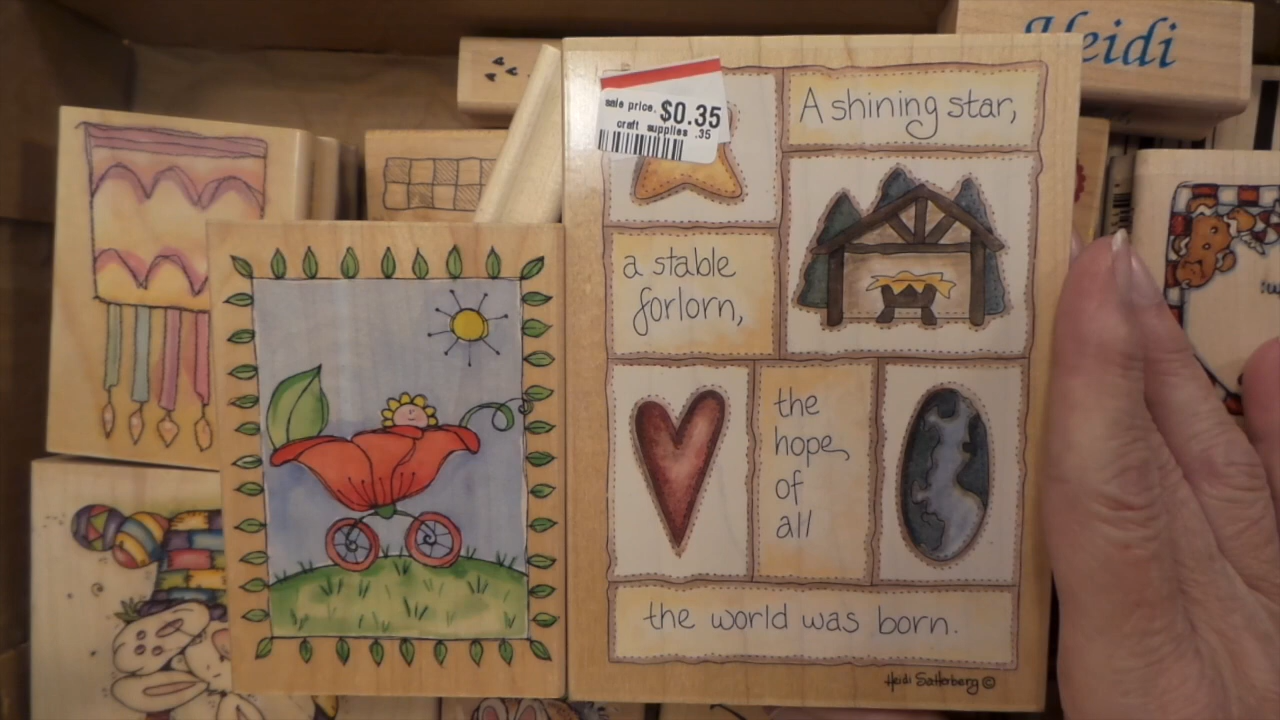 Heidi
sale price. $0.35
craft supplies .35
A shining star,
a stable
forlorn,
the
hope,
of
all
the world was born.
Heidi Satterberg ©